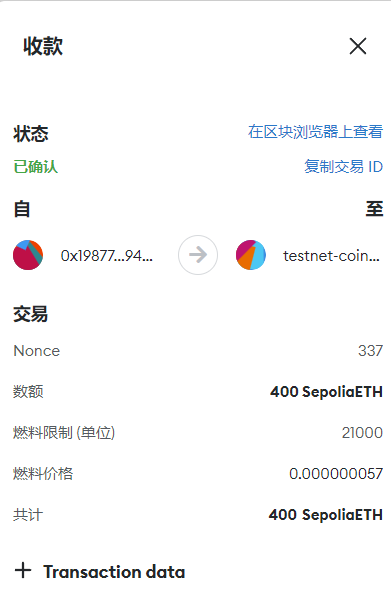 收款
状态 在区块浏览器上查看
已确认 复制交易 ID
自 至
0x19877...94... testnet-coin...
交易
Nonce 337
数额 400 SepoliaETH
燃料限制 (单位) 21000
燃料价格 0.000000057
共计 400 SepoliaETH
+ Transaction data